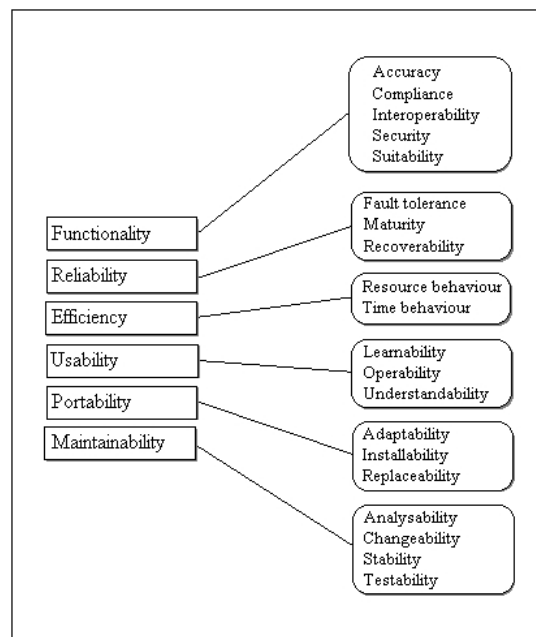 Functionality
Reliability
Efficiency
Usability
Portability
Maintainability
Accuracy
Compliance
Interoperability
Security
Suitability
Fault tolerance
Maturity
Recoverability
Resource behaviour
Time behaviour
Learnability
Operability
Understandability
Adaptability
Installability
Replaceability
Analysability
Changeability
Stability
Testability